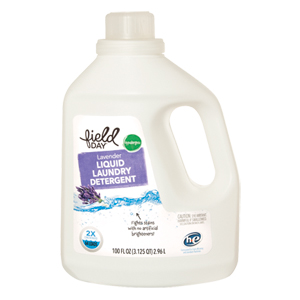 field
DAY
Lavender
LIQUID
LAUNDRY
DETERGENT
Fights stains
with no artificial
brighteners!
2X
he
100 FL OZ (3.125 QT) 2.96 L